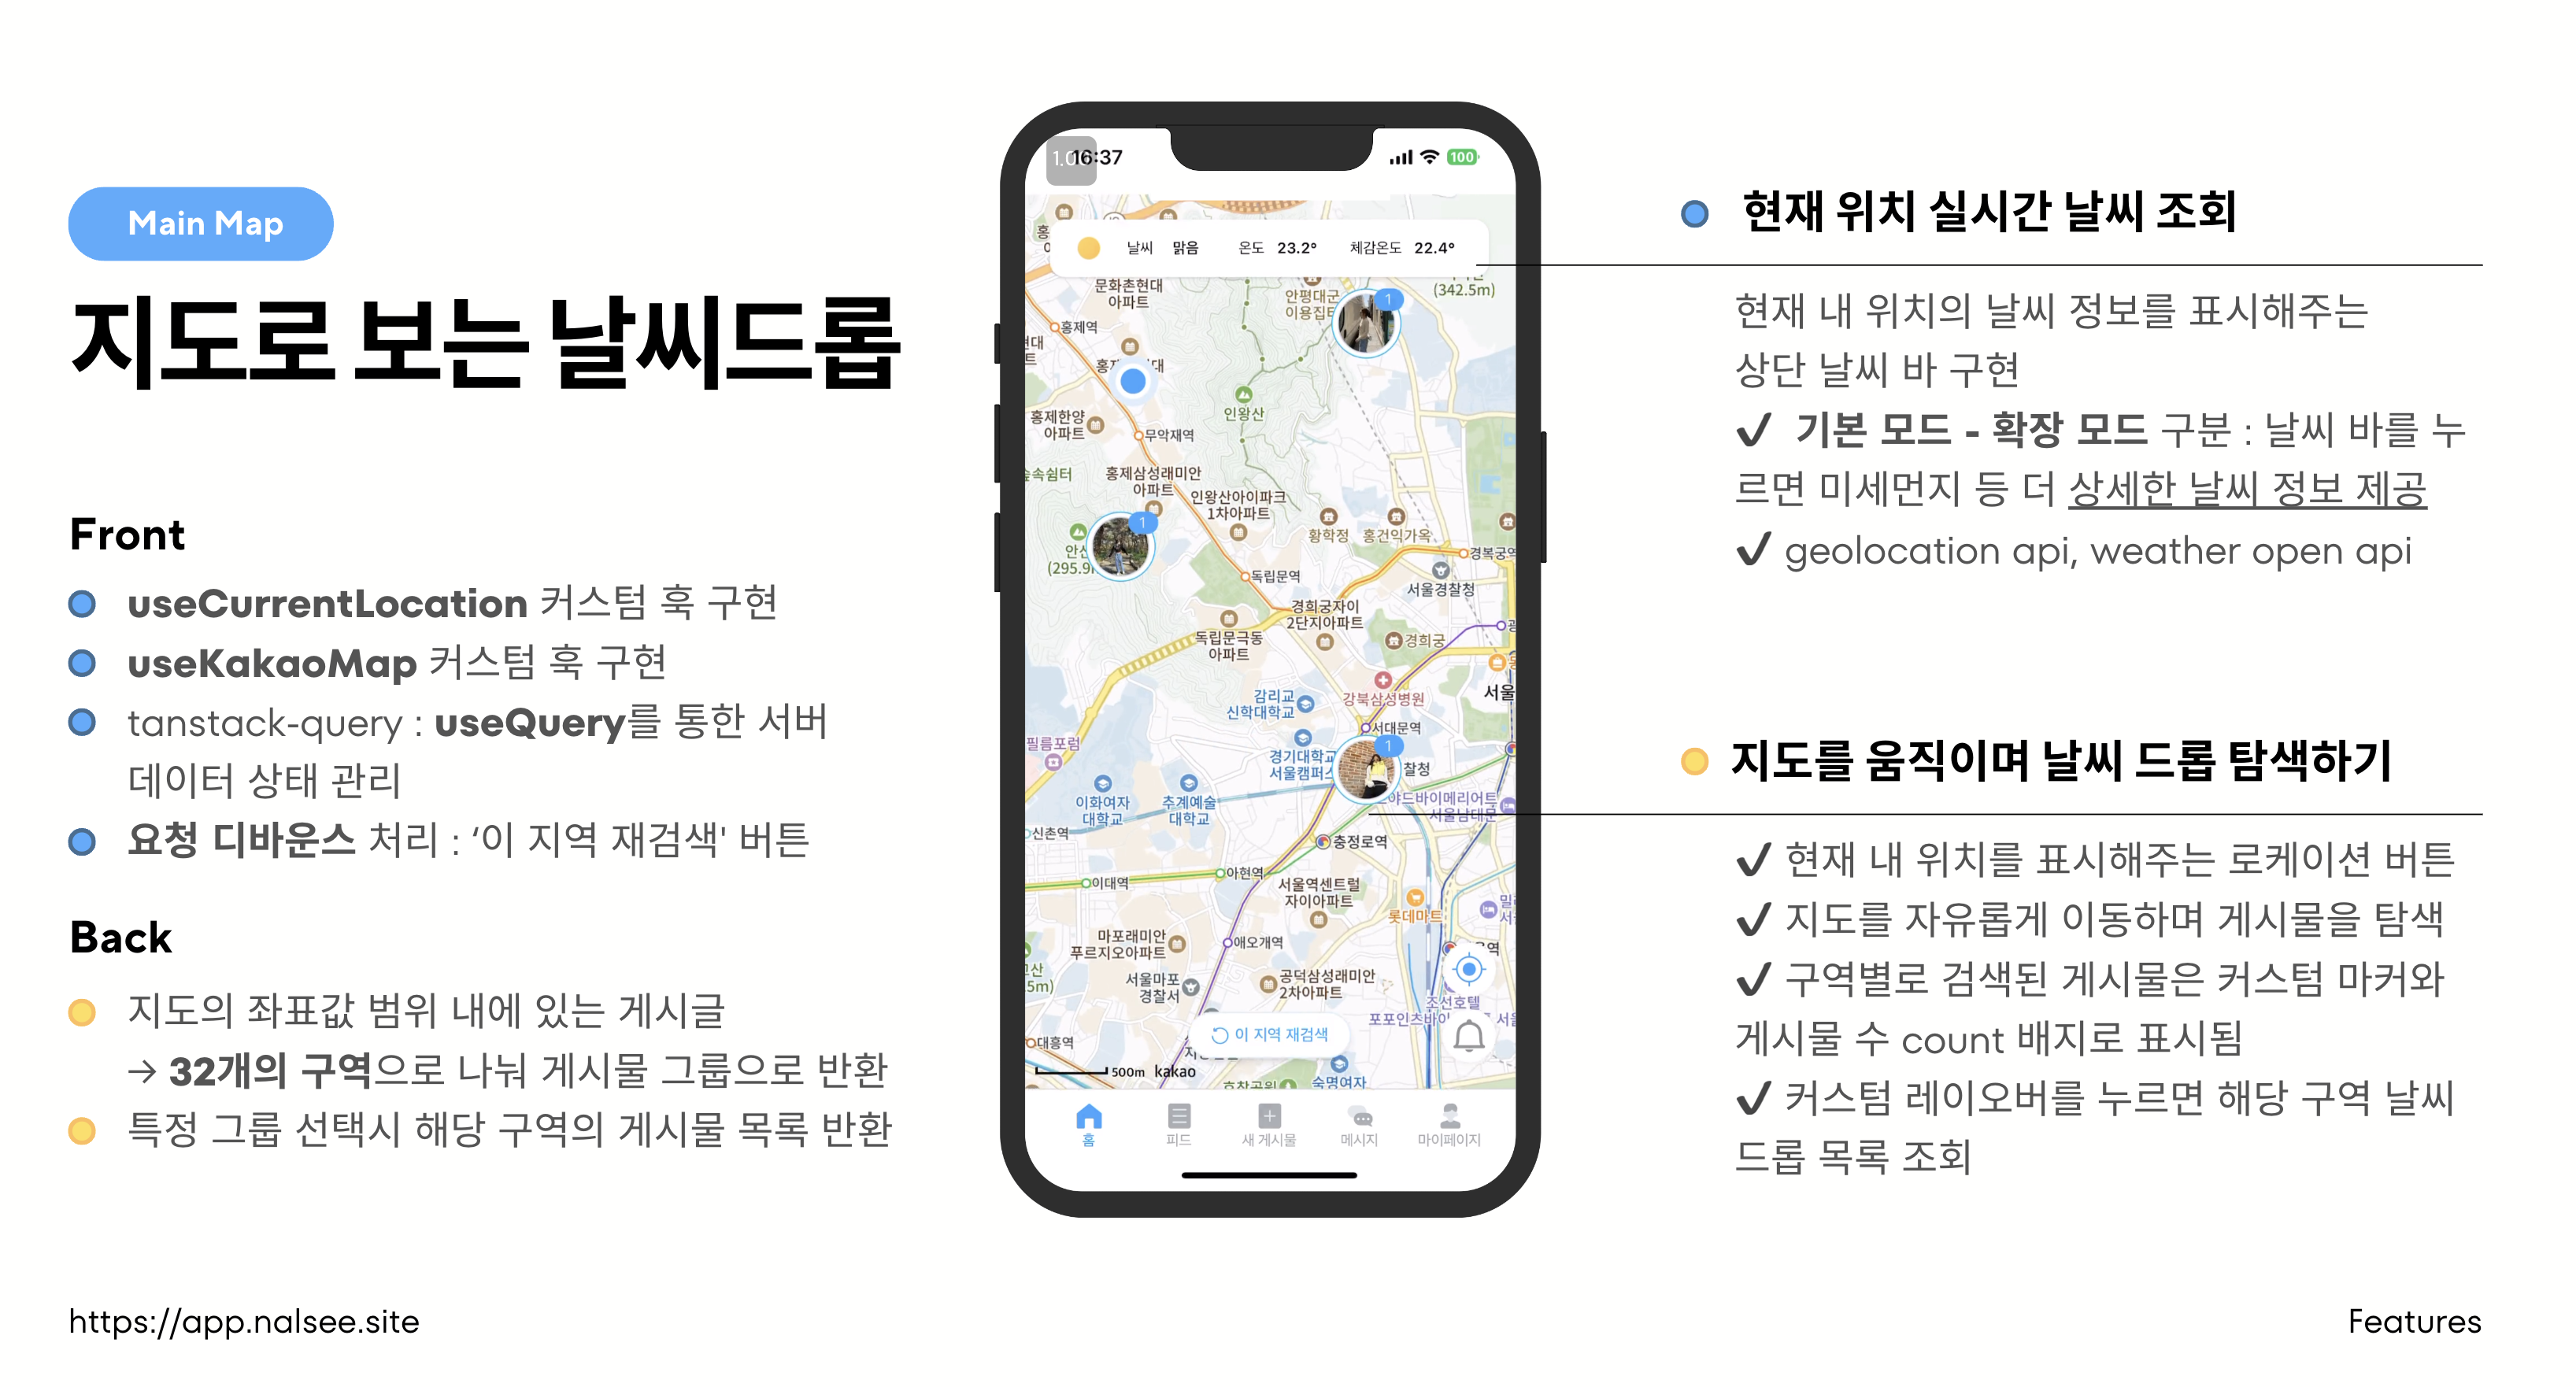 Main Map
지도로 보는 날씨드롭
Front
useCurrentLocation 커스텀 훅 구현
useKakaoMap 커스텀 훅 구현
tanstack-query : useQuery를 통한 서버
데이터 상태 관리
요청 디바운스 처리 : ‘이 지역 재검색' 버튼
Back
지도의 좌표값 범위 내에 있는 게시글
→ 32개의 구역으로 나눠 게시물 그룹으로 반환
특정 그룹 선택시 해당 구역의 게시물 목록 반환
16:37
100
날씨 맑음 온도 23.2° 체감온도 22.4°
문화촌현대
아파트
안평대군
(342.5m)
홍제역
1
인왕산
홍제한양
아파트
무악재역
홍제삼성래미안
아파트
인왕산아이파크
1차아파트
1
황학정
홍건익가옥
경복궁역
독립문역
서울경찰청
경희궁자이
2단지아파트
독립문극동
아파트
경희궁
감리교
신학대학교
강북삼성병원
서대문역
필름포럼
경기대학교
서울캠퍼스
1
이화여자
대학교
추계예술
대학교
신촌역
충정로역
이대역
아현역
서울역센트럴
자이아파트
롯데마트
마포래미안
푸르지오아파트
애오개역
서울마포
경찰서
공덕삼성래미안
2차아파트
조선호텔
이 지역 재검색
대흥역
500m kakao
숙명여자
홈
피드
새 게시물
메시지
마이페이지
현재 위치 실시간 날씨 조회
현재 내 위치의 날씨 정보를 표시해주는
상단 날씨 바 구현
✔ 기본 모드 - 확장 모드 구분 : 날씨 바를 누
르면 미세먼지 등 더 상세한 날씨 정보 제공
✔ geolocation api, weather open api
지도를 움직이며 날씨 드롭 탐색하기
✔ 현재 내 위치를 표시해주는 로케이션 버튼
✔ 지도를 자유롭게 이동하며 게시물을 탐색
✔ 구역별로 검색된 게시물은 커스텀 마커와
게시물 수 count 배지로 표시됨
✔ 커스텀 레이오버를 누르면 해당 구역 날씨
드롭 목록 조회
https://app.nalsee.site
Features